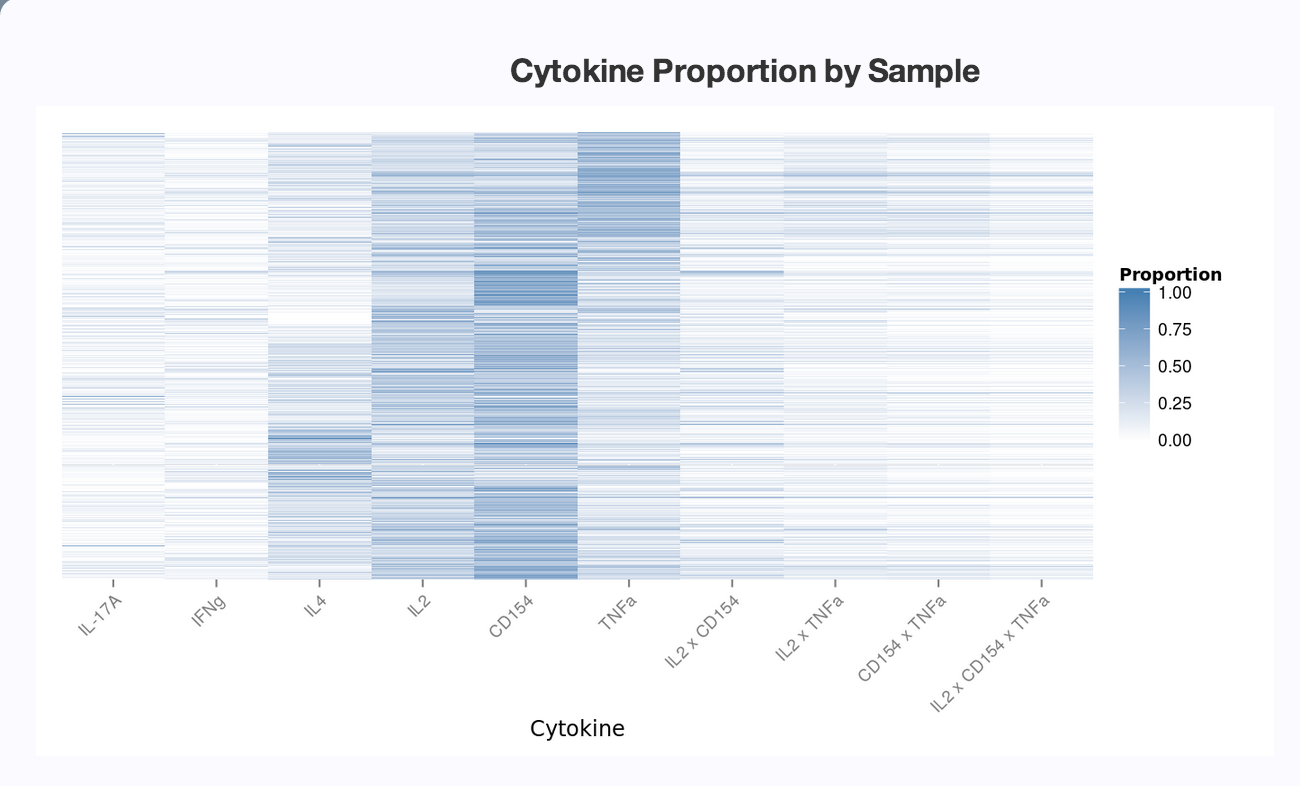 Cytokine Proportion by Sample
Proportion
1.00
0.75
0.50
0.25
0.00
IL-17A
IFNg
IL4
IL2
CD154
TNFa
IL2 x CD154
IL2 x TNFa
CD154 x TNFa
IL2 x CD154 x TNFa
Cytokine